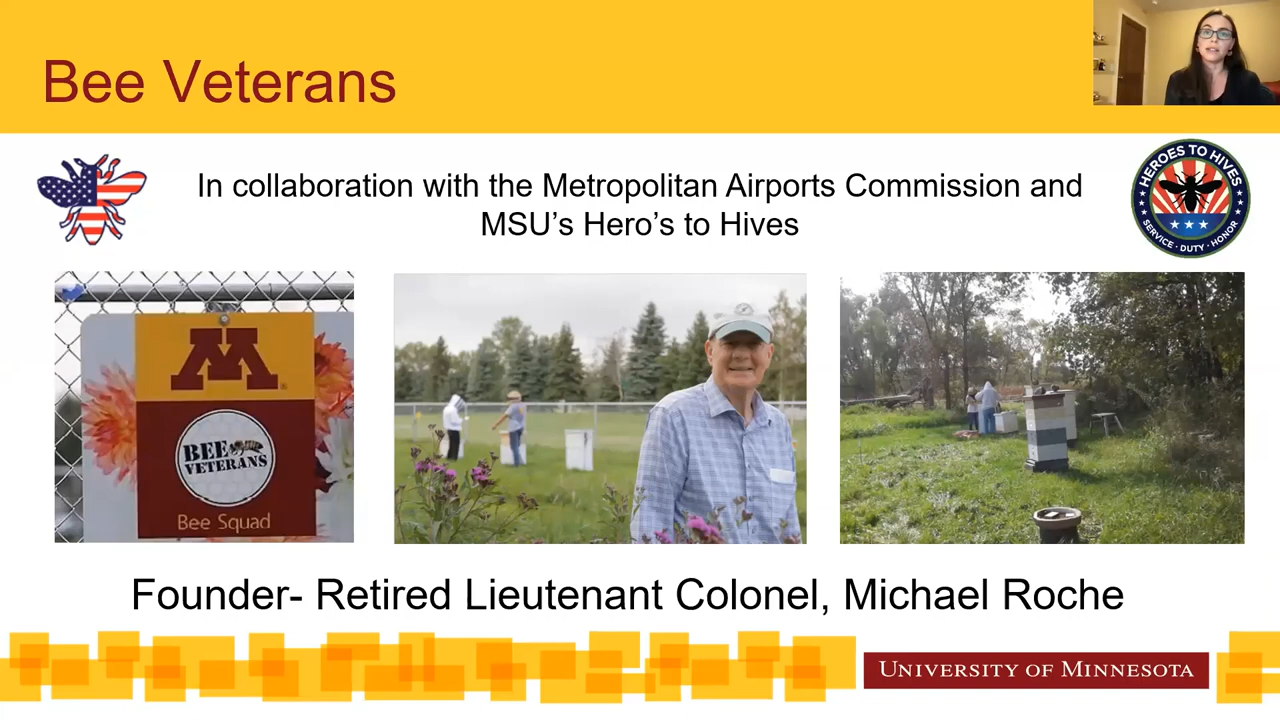 Bee Veterans
In collaboration with the Metropolitan Airports Commission and
MSU's Hero's to Hives
HEROES TO HIVES
SERVICE · DUTY · HONOR
M
BEE
VETERANS
Bee Squad
Founder- Retired Lieutenant Colonel, Michael Roche
UNIVERSITY OF MINNESOTA